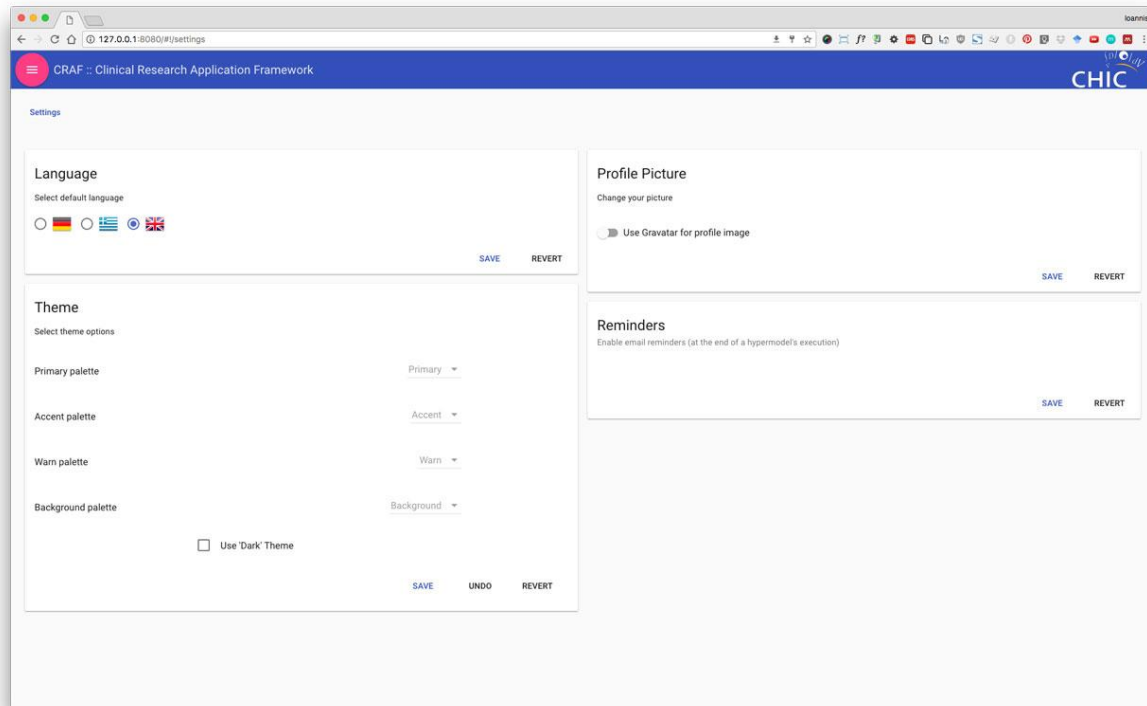 Ioannis
127.0.0.1:8080/#!/settings
CRAF :: Clinical Research Application Framework
CHIC
Settings
Language
Select default language
SAVE REVERT
Theme
Select theme options
Primary palette Primary
Accent palette Accent
Warn palette Warn
Background palette Background
Use 'Dark' Theme
SAVE UNDO REVERT
Profile Picture
Change your picture
Use Gravatar for profile image
SAVE REVERT
Reminders
Enable email reminders (at the end of a hypermodel's execution)
SAVE REVERT